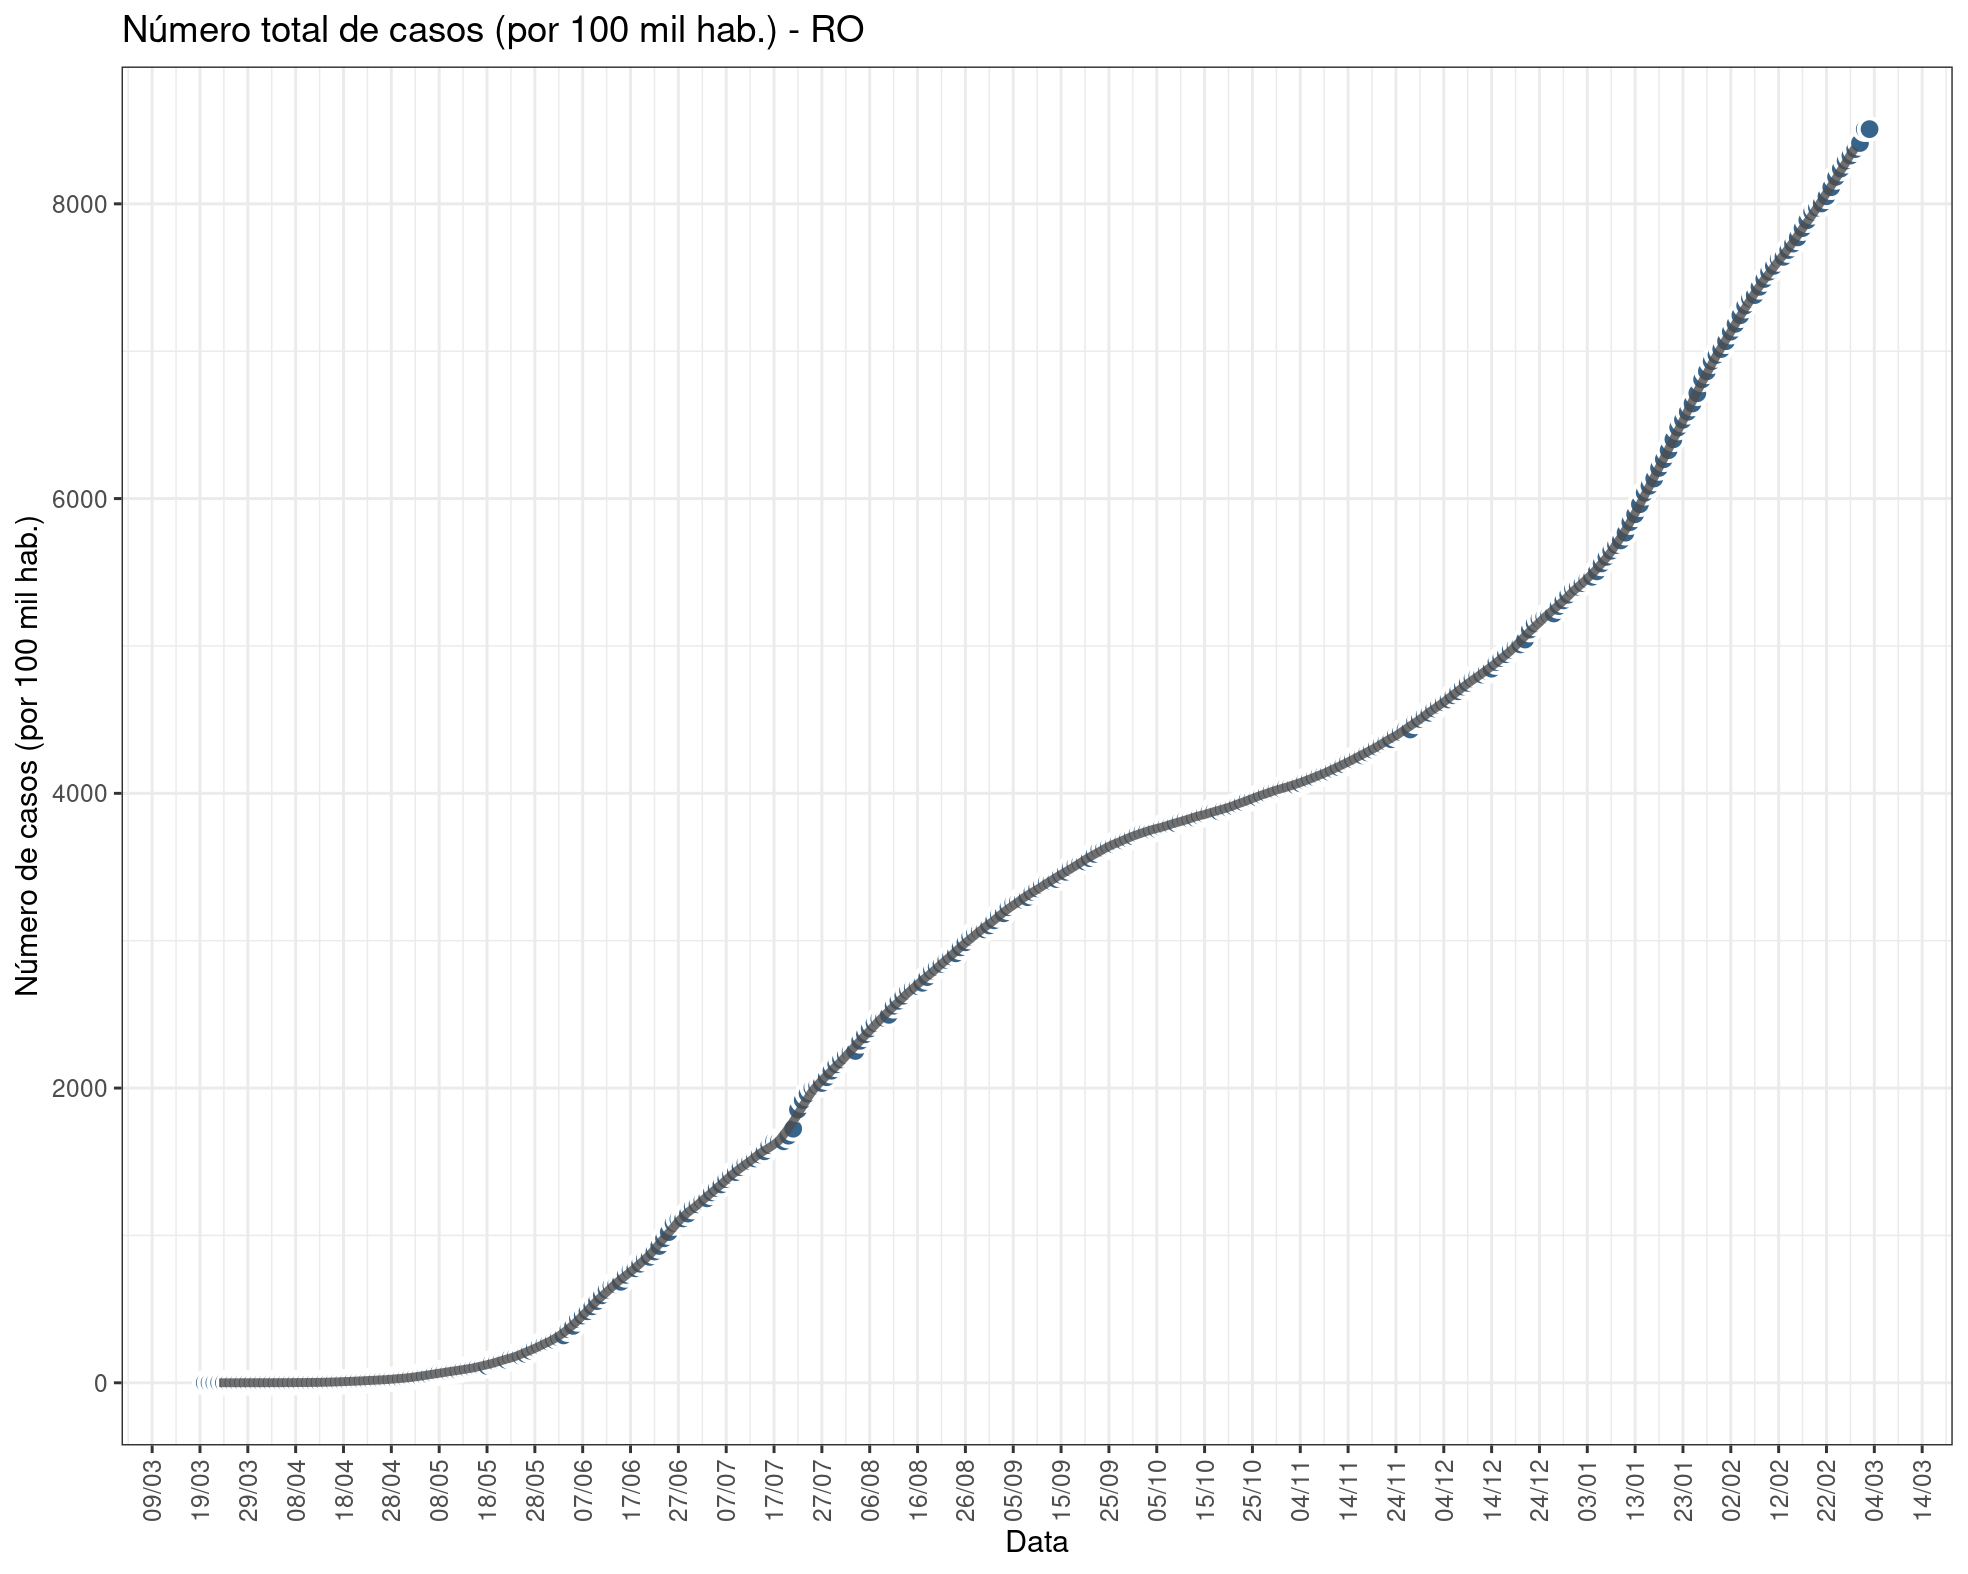 Número total de casos (por 100 mil hab.) - RO
Número de casos (por 100 mil hab.)
8000
6000
4000
2000
0
09/03 19/03 29/03 08/04 18/04 28/04 08/05 18/05 28/05 07/06 17/06 27/06 07/07 17/07 27/07 06/08 16/08 26/08 05/09 15/09 25/09 05/10 15/10 25/10 04/11 14/11 24/11 04/12 14/12 24/12 03/01 13/01 23/01 02/02 12/02 22/02 04/03 14/03
Data